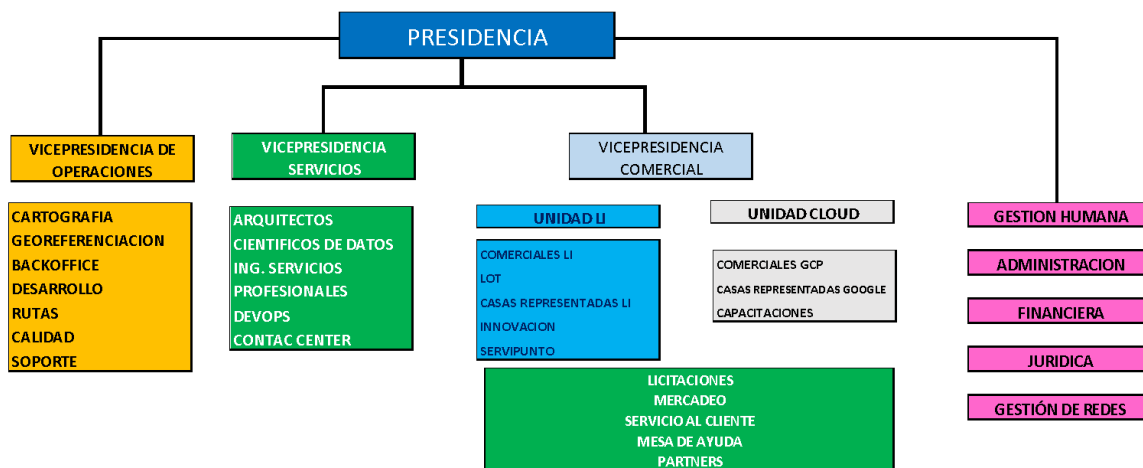 PRESIDENCIA
VICEPRESIDENCIA DE
OPERACIONES
CARTOGRAFIA
GEOREFERENCIACION
BACKOFFICE
DESARROLLO
RUTAS
CALIDAD
SOPORTE
VICEPRESIDENCIA
SERVICIOS
ARQUITECTOS
CIENTIFICOS DE DATOS
ING. SERVICIOS
PROFESIONALES
DEVOPS
CONTAC CENTER
VICEPRESIDENCIA
COMERCIAL
UNIDAD LI
COMERCIALES LI
LOT
CASAS REPRESENTADAS LI
INNOVACION
SERVIPUNTO
UNIDAD CLOUD
COMERCIALES GCP
CASAS REPRESENTADAS GOOGLE
CAPACITACIONES
LICITACIONES
MERCADEO
SERVICIO AL CLIENTE
MESA DE AYUDA
PARTNERS
GESTION HUMANA
ADMINISTRACION
FINANCIERA
JURIDICA
GESTIÓN DE REDES